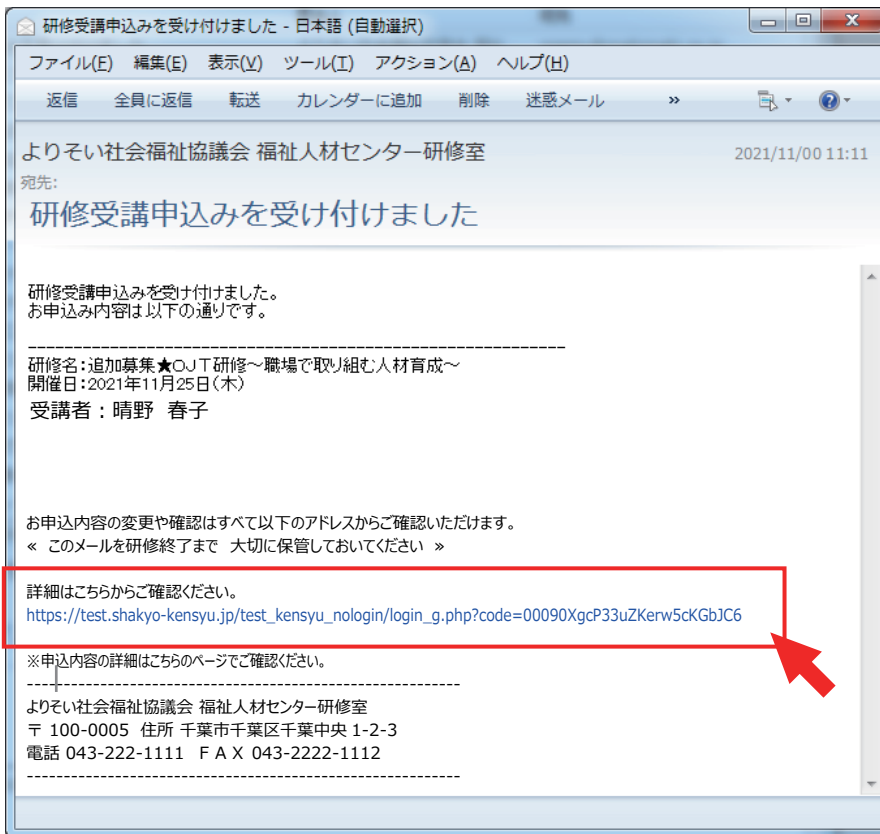 研修受講申込みを受け付けました - 日本語 (自動選択)
ファイル(F) 編集(E) 表示(V) ツール(T) アクション(A) ヘルプ(H)
返信 全員に返信 転送 カレンダーに追加 削除 迷惑メール »
よりそい社会福祉協議会 福祉人材センター研修室 2021/11/00 11:11
宛先:
研修受講申込みを受け付けました
研修受講申込みを受け付けました。
お申込み内容は以下の通りです。
------------------------------------------------------------
研修名:追加募集★OJT研修~職場で取り組む人材育成~
開催日:2021年11月25日(木)
受講者:晴野 春子
お申込内容の変更や確認はすべて以下のアドレスからご確認いただけます。
« このメールを研修終了まで 大切に保管しておいてください »
詳細はこちらからご確認ください。
https://test.shakyo-kensyu.jp/test_kensyu_nologin/login_g.php?code=00090XgcP33uZKerw5cKGbJC6
※申込内容の詳細はこちらのページでご確認ください。
------------------------------------------------------------
よりそい社会福祉協議会 福祉人材センター研修室
〒 100-0005 住所 千葉市千葉区千葉中央 1-2-3
電話 043-222-1111 FAX 043-2222-1112
------------------------------------------------------------